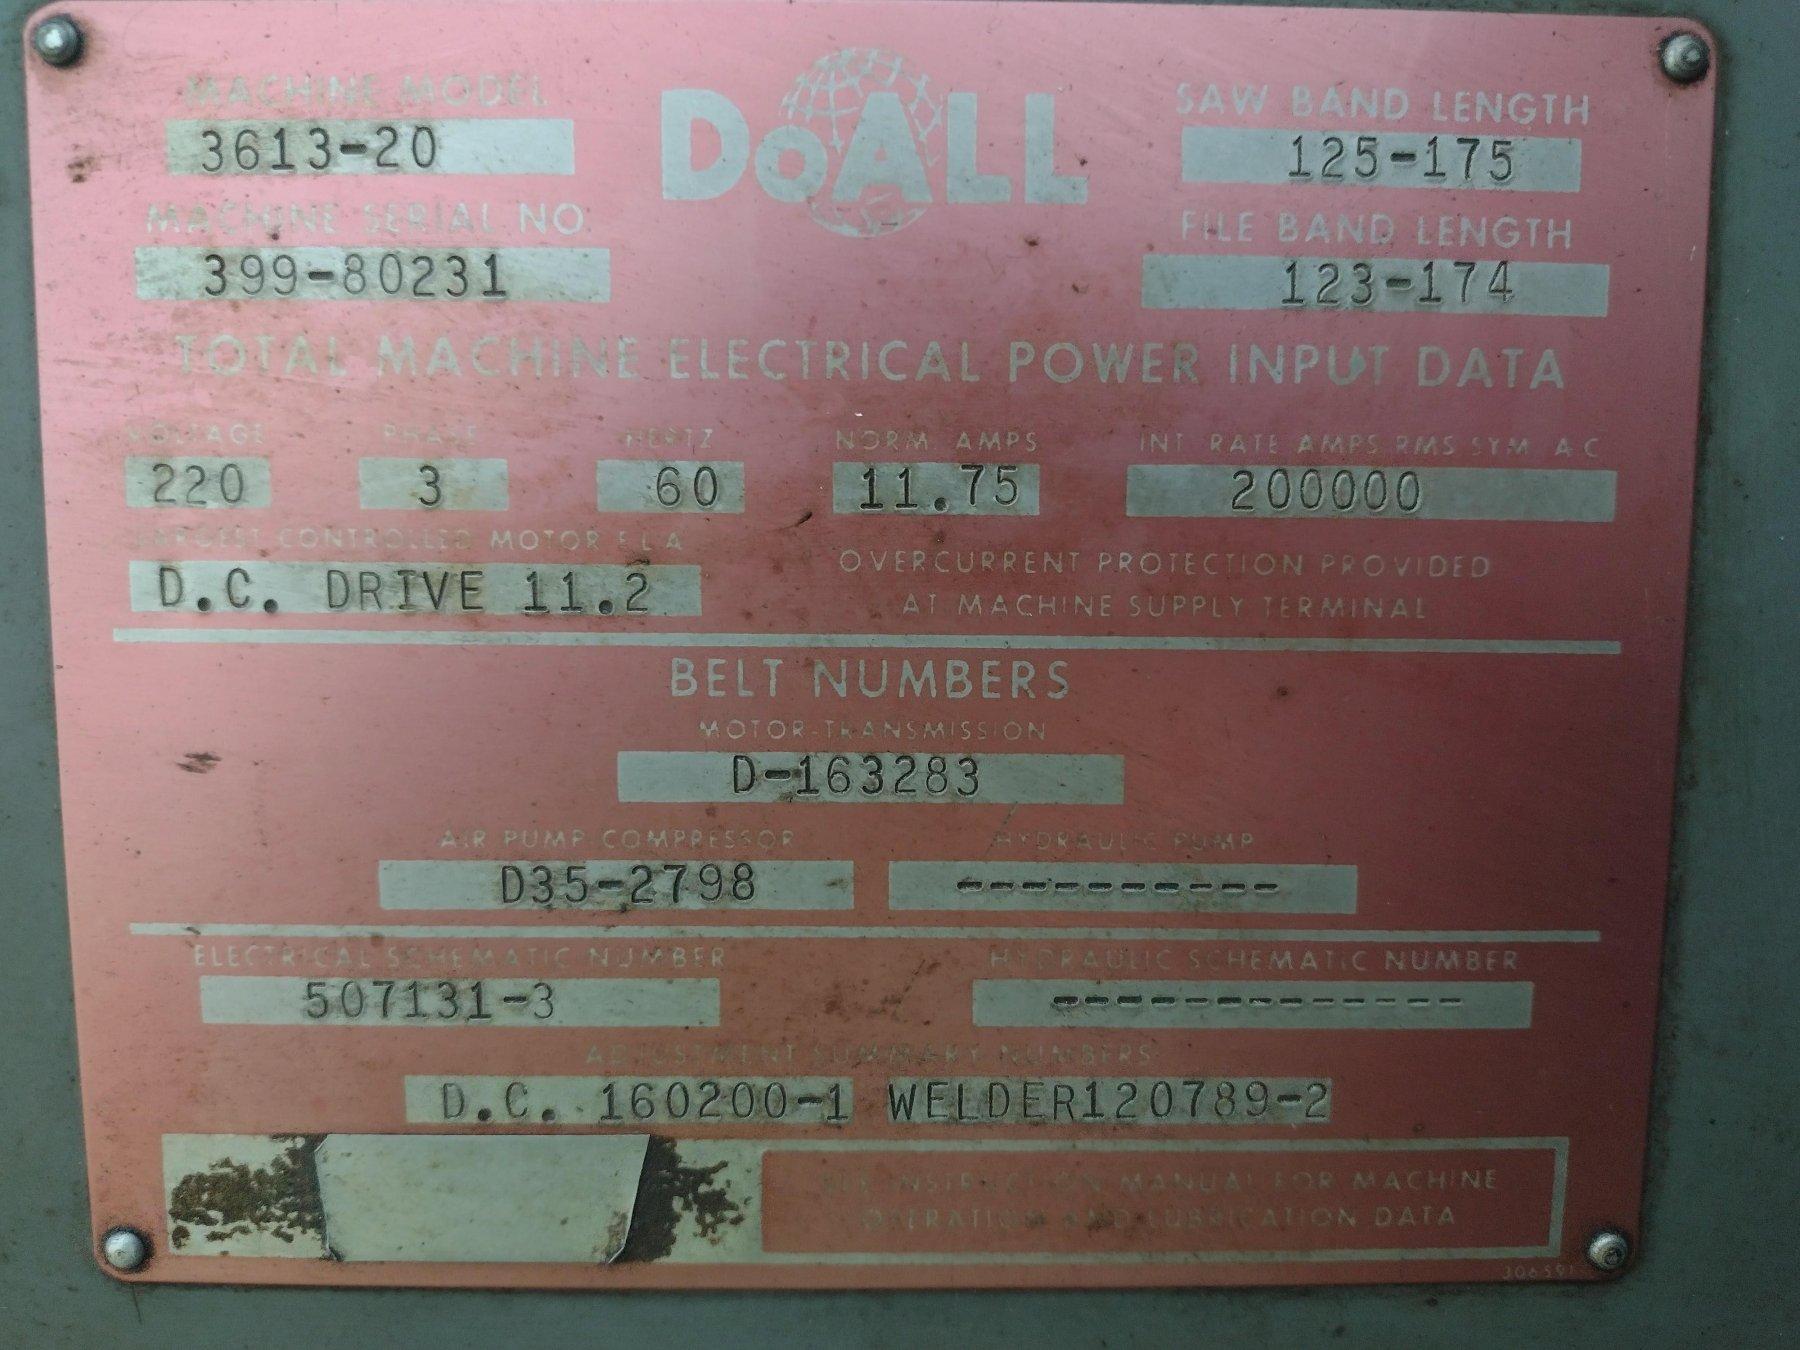 MACHINE MODEL
3613-20
DoALL
SAW BAND LENGTH
125-175
MACHINE SERIAL NO.
399-80231
FILE BAND LENGTH
123-174
TOTAL MACHINE ELECTRICAL POWER INPUT DATA
VOLTAGE PHASE HERTZ NORM. AMPS INT. RATE AMPS RMS SYM. A C
220 3 60 11.75 200000
LARGEST CONTROLLED MOTOR F L A
D.C. DRIVE 11.2
OVERCURRENT PROTECTION PROVIDED
AT MACHINE SUPPLY TERMINAL
BELT NUMBERS
MOTOR-TRANSMISSION
D-163283
AIR PUMP-COMPRESSOR HYDRAULIC PUMP
D35-2798 ----------
ELECTRICAL SCHEMATIC NUMBER HYDRAULIC SCHEMATIC NUMBER
507131-3 -------------
ADJUSTMENT SUMMARY NUMBERS
D.C. 160200-1 WELDER120789-2
SEE INSTRUCTION MANUAL FOR MACHINE
OPERATION AND LUBRICATION DATA